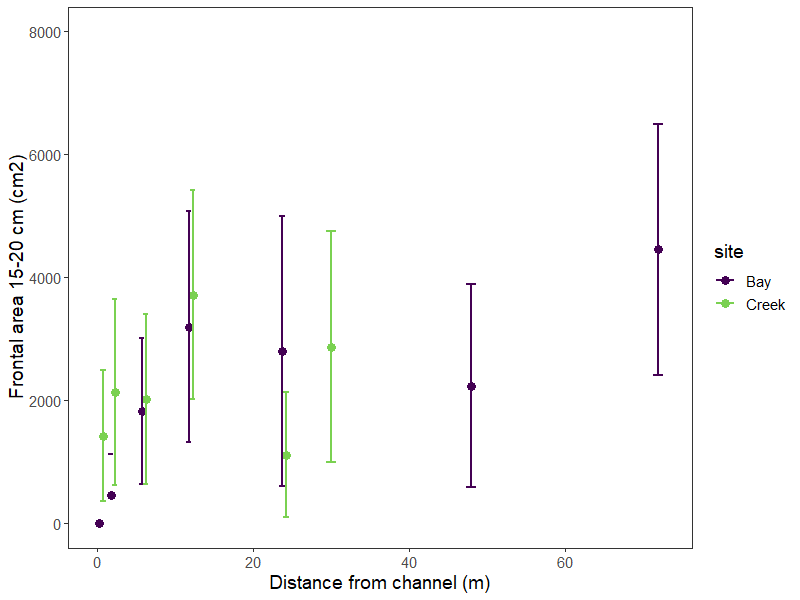 8000
6000
4000
2000
0
Frontal area 15-20 cm (cm2)
0 20 40 60
Distance from channel (m)
site
Bay
Creek